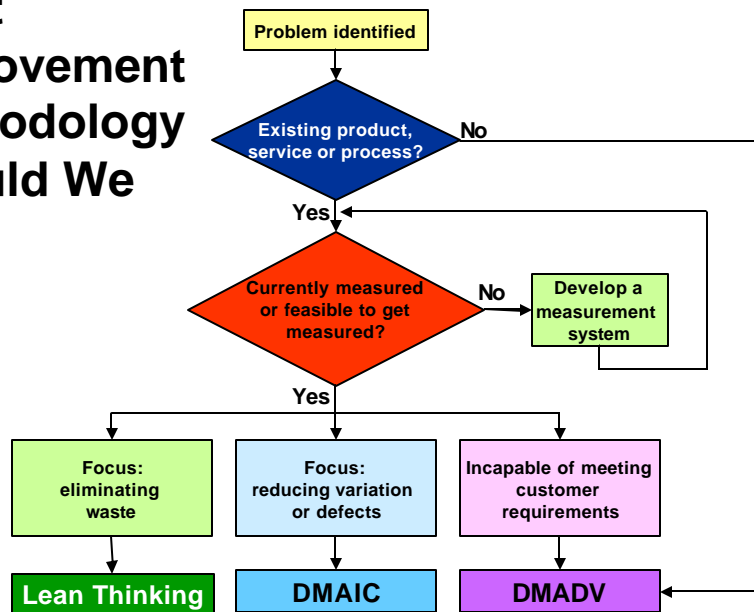 Problem identified
ovement
odology
uld We
Existing product,
service or process?
No
Yes
Currently measured
or feasible to get
measured?
No
Develop a
measurement
system
Yes
Focus:
eliminating
waste
Focus:
reducing variation
or defects
Incapable of meeting
customer
requirements
Lean Thinking
DMAIC
DMADV